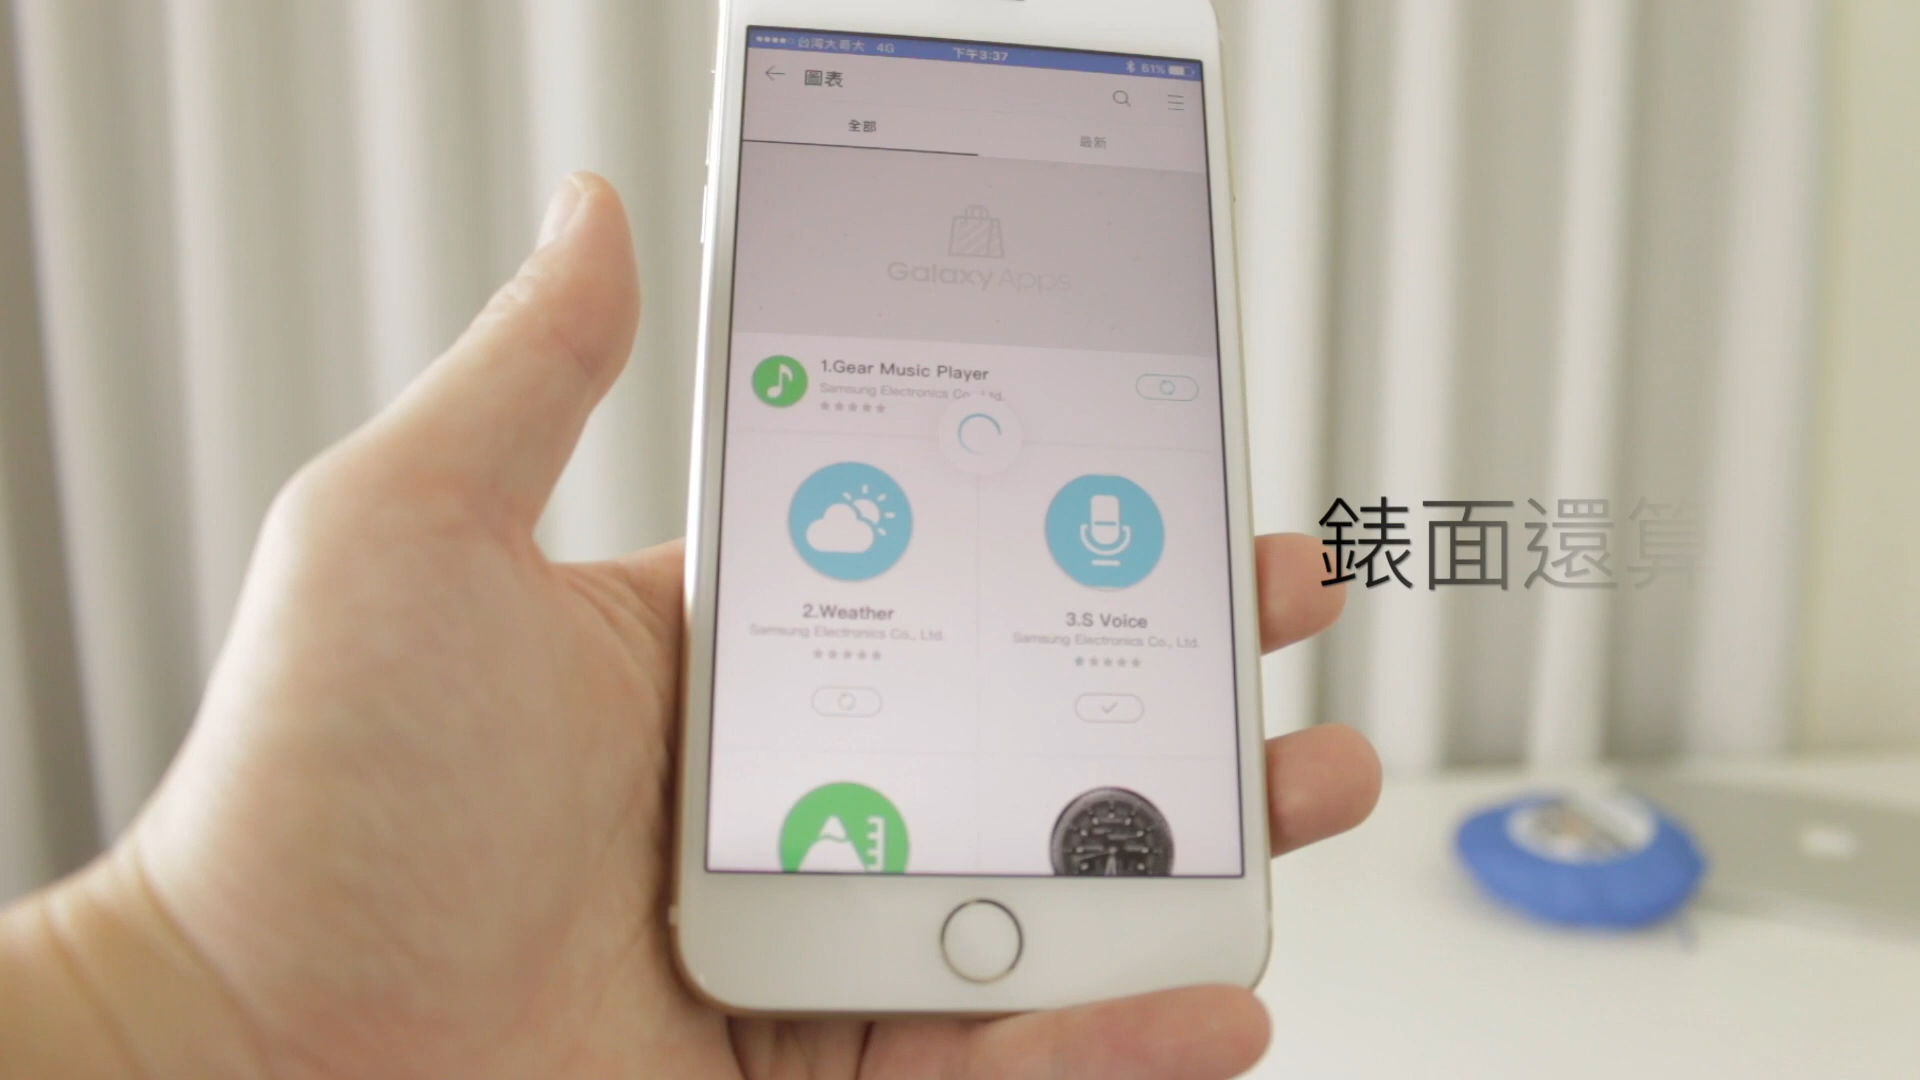 台灣大哥大 4G 下午3:37 61%
圖表
全部 最新
Galaxy Apps
1.Gear Music Player
Samsung Electronics Co., Ltd.
2.Weather
Samsung Electronics Co., Ltd.
3.S Voice
Samsung Electronics Co., Ltd.
錶面還算